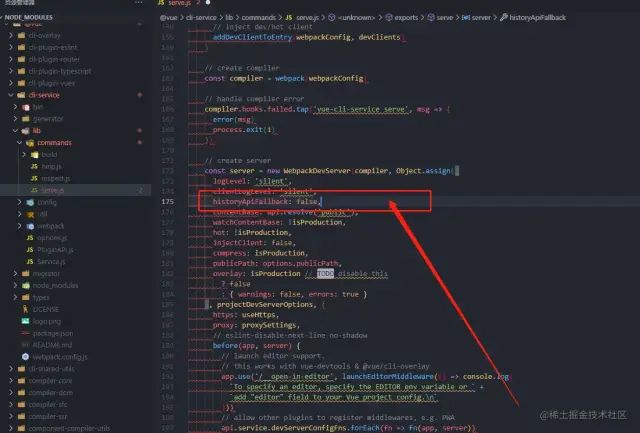 资源管理器
NODE_MODULES
@vue
cli-overlay
cli-plugin-eslint
cli-plugin-router
cli-plugin-typescript
cli-plugin-vuex
cli-service
bin
generator
lib
commands
build
help.js
inspect.js
serve.js
config
util
webpack
options.js
PluginAPI.js
Service.js
migrator
node_modules
types
LICENSE
logo.png
package.json
README.md
webpack.config.js
cli-shared-utils
compiler-core
compiler-dom
compiler-sfc
compiler-ssr
component-compiler-utils
serve.js 2 ×
@vue > cli-service > lib > commands > serve.js > <unknown> > exports > serve > server > historyApiFallback
// inject dev/hot client
addDevClientToEntry(webpackConfig, devClients)
}
// create compiler
const compiler = webpack(webpackConfig)
// handle compiler error
compiler.hooks.failed.tap('vue-cli-service serve', msg => {
error(msg)
process.exit(1)
})
// create server
const server = new WebpackDevServer(compiler, Object.assign({
logLevel: 'silent',
clientLogLevel: 'silent',
175 historyApiFallback: false,
contentBase: api.resolve('public'),
watchContentBase: !isProduction,
hot: !isProduction,
injectClient: false,
compress: isProduction,
publicPath: options.publicPath,
overlay: isProduction // TODO disable this
? false
: { warnings: false, errors: true }
}, projectDevServerOptions, {
https: useHttps,
proxy: proxySettings,
// eslint-disable-next-line no-shadow
before(app, server) {
// launch editor support.
// this works with vue-devtools & @vue/cli-overlay
app.use('/__open-in-editor', launchEditorMiddleware(() => console.log(
`To specify an editor, specify the EDITOR env variable or ` +
`add "editor" field to your Vue project config.\n`
)))
// allow other plugins to register middlewares, e.g. PWA
api.service.devServerConfigFns.forEach(fn => fn(app, server))
@稀土掘金技术社区